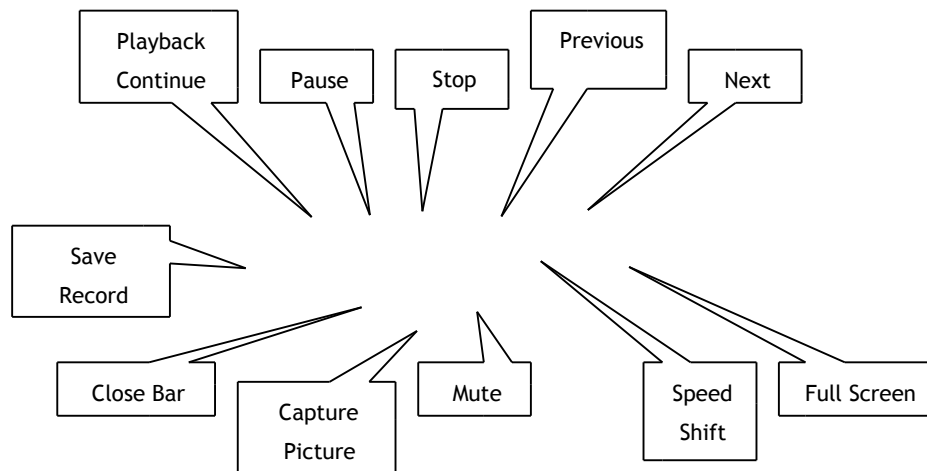 Playback
Continue
Pause
Stop
Previous
Next
Save
Record
Close Bar
Capture
Picture
Mute
Speed
Shift
Full Screen